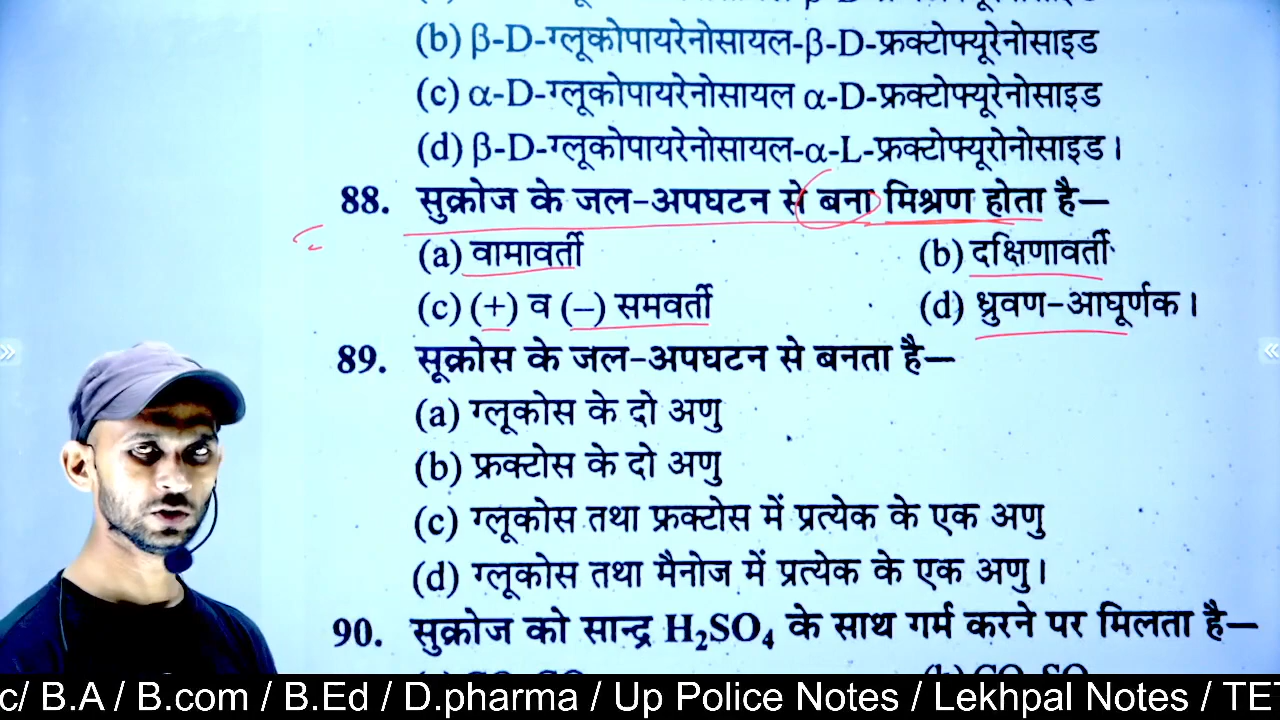 (b) β-D-ग्लूकोपायरेनोसायल-β-D-फ्रक्टोफ्यूरेनोसाइड
(c) α-D-ग्लूकोपायरेनोसायल α-D-फ्रक्टोफ्यूरेनोसाइड
(d) β-D-ग्लूकोपायरेनोसायल-α-L-फ्रक्टोफ्यूरोनोसाइड।
88. सुक्रोज के जल-अपघटन से बना मिश्रण होता है—
(a) वामावर्ती (b) दक्षिणावर्ती
(c) (+) व (–) समवर्ती (d) ध्रुवण-आघूर्णक।
89. सूक्रोस के जल-अपघटन से बनता है—
(a) ग्लूकोस के दो अणु
(b) फ्रक्टोस के दो अणु
(c) ग्लूकोस तथा फ्रक्टोस में प्रत्येक के एक अणु
(d) ग्लूकोस तथा मैनोज में प्रत्येक के एक अणु।
90. सुक्रोज को सान्द्र H₂SO₄ के साथ गर्म करने पर मिलता है—
c/ B.A / B.com / B.Ed / D.pharma / Up Police Notes / Lekhpal Notes / TET